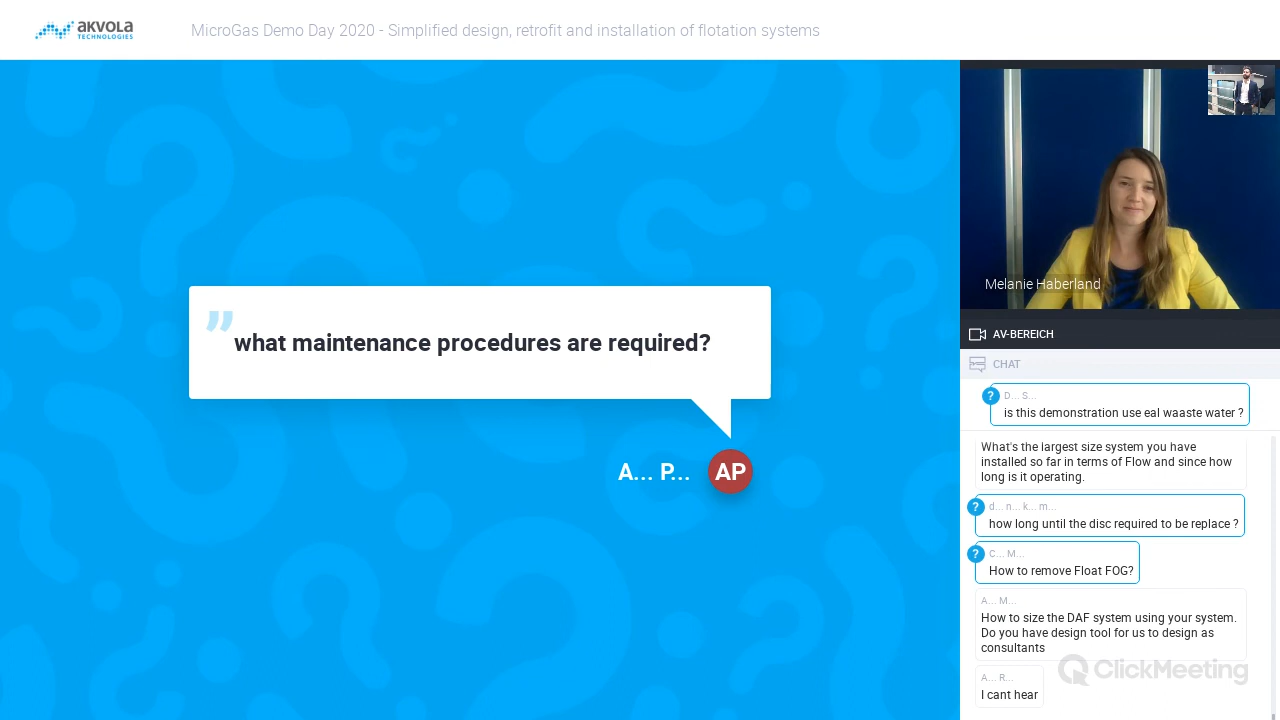 akvola
TECHNOLOGIES
MicroGas Demo Day 2020 - Simplified design, retrofit and installation of flotation systems
”
what maintenance procedures are required?
A... P...
AP
Melanie Haberland
AV-BEREICH
CHAT
?
D... S...
is this demonstration use eal waaste water ?
What's the largest size system you have
installed so far in terms of Flow and since how
long is it operating.
?
d... n... k... m...
how long until the disc required to be replace ?
?
C... M...
How to remove Float FOG?
A... M...
How to size the DAF system using your system.
Do you have design tool for us to design as
consultants
ClickMeeting
A... R...
I cant hear